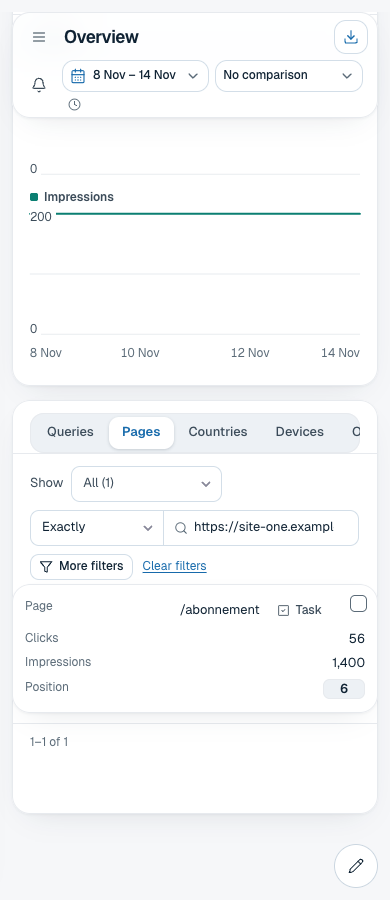 Overview
8 Nov – 14 Nov
No comparison
0
Impressions
200
0
8 Nov 10 Nov 12 Nov 14 Nov
Queries Pages Countries Devices
Show All (1)
Exactly https://site-one.exampl
More filters Clear filters
Page /abonnement Task
Clicks 56
Impressions 1,400
Position 6
1–1 of 1